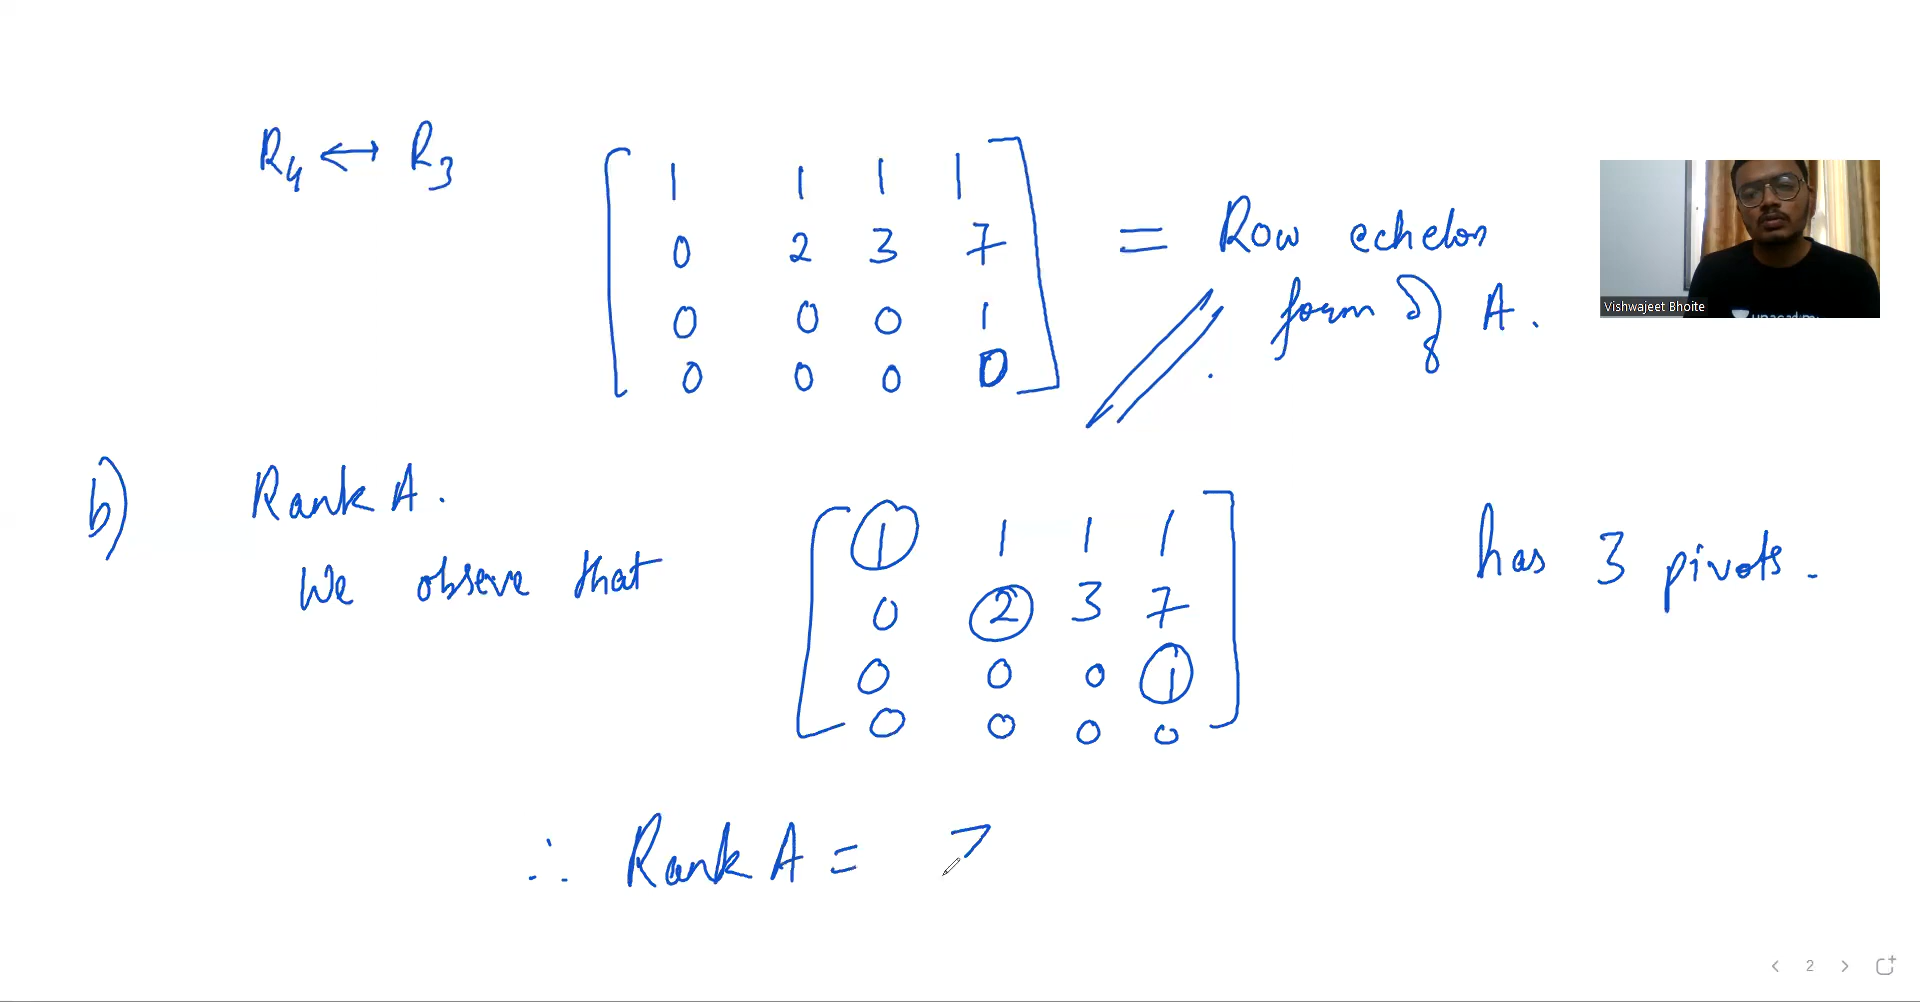 R4 ↔ R3
1 1 1 1
0 2 3 7
0 0 0 1
0 0 0 0
= Row echelon
form of A.
Vishwajeet Bhoite
b) Rank A.
We observe that
1 1 1 1
0 2 3 7
0 0 0 1
0 0 0 0
has 3 pivots.
∴ Rank A =
2